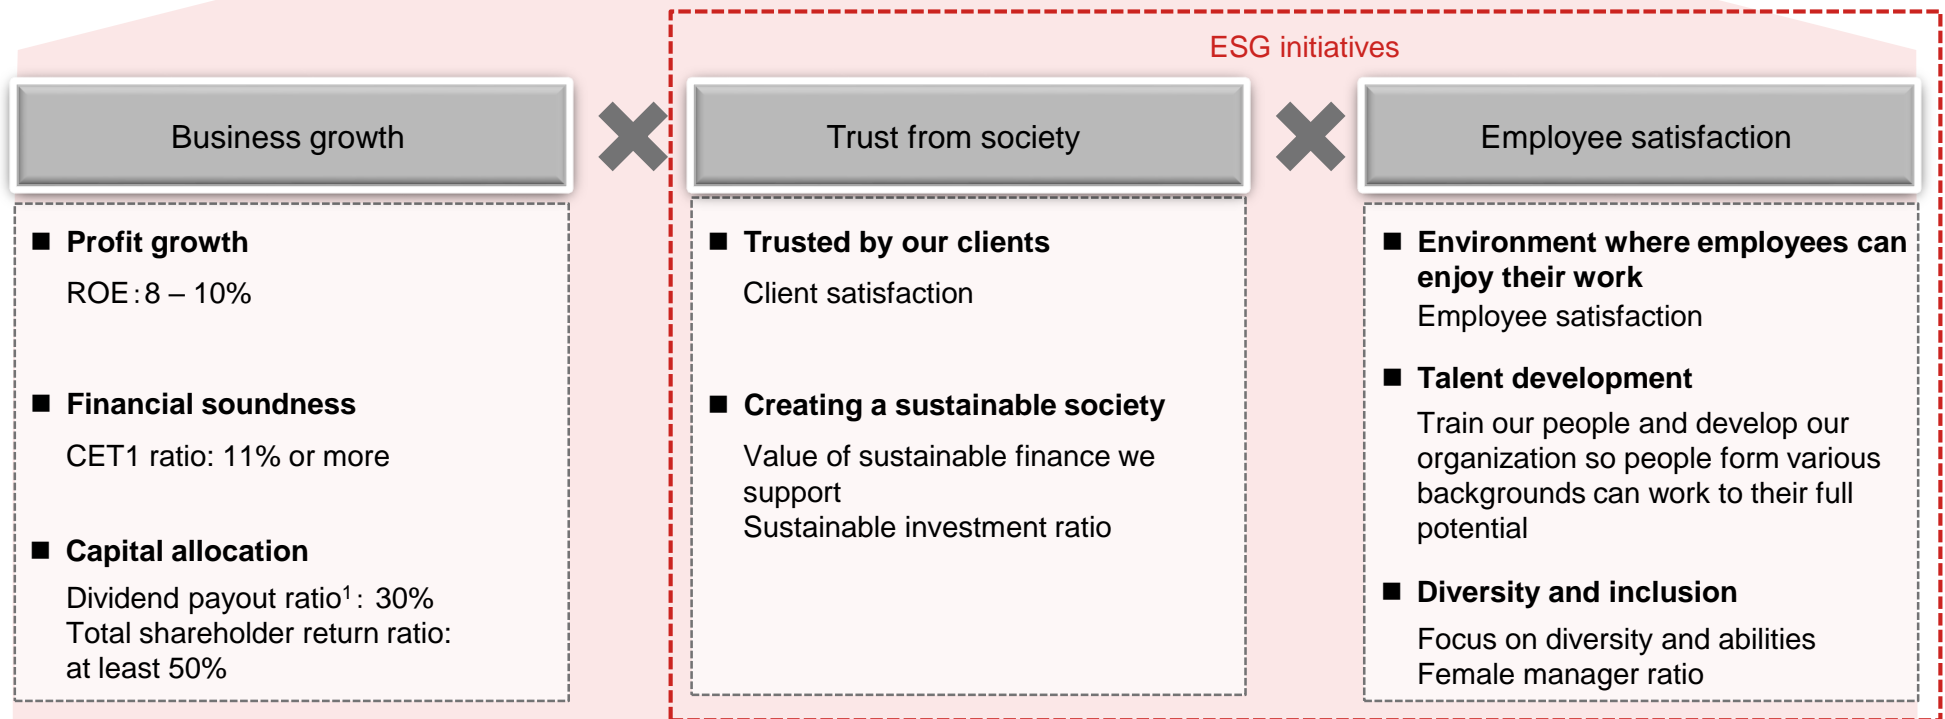 ESG initiatives
Business growth
Trust from society
Employee satisfaction
■ Profit growth
ROE:8 – 10%
■ Financial soundness
CET1 ratio: 11% or more
■ Capital allocation
Dividend payout ratio1: 30%
Total shareholder return ratio:
at least 50%
■ Trusted by our clients
Client satisfaction
■ Creating a sustainable society
Value of sustainable finance we
support
Sustainable investment ratio
■ Environment where employees can
enjoy their work
Employee satisfaction
■ Talent development
Train our people and develop our
organization so people form various
backgrounds can work to their full
potential
■ Diversity and inclusion
Focus on diversity and abilities
Female manager ratio